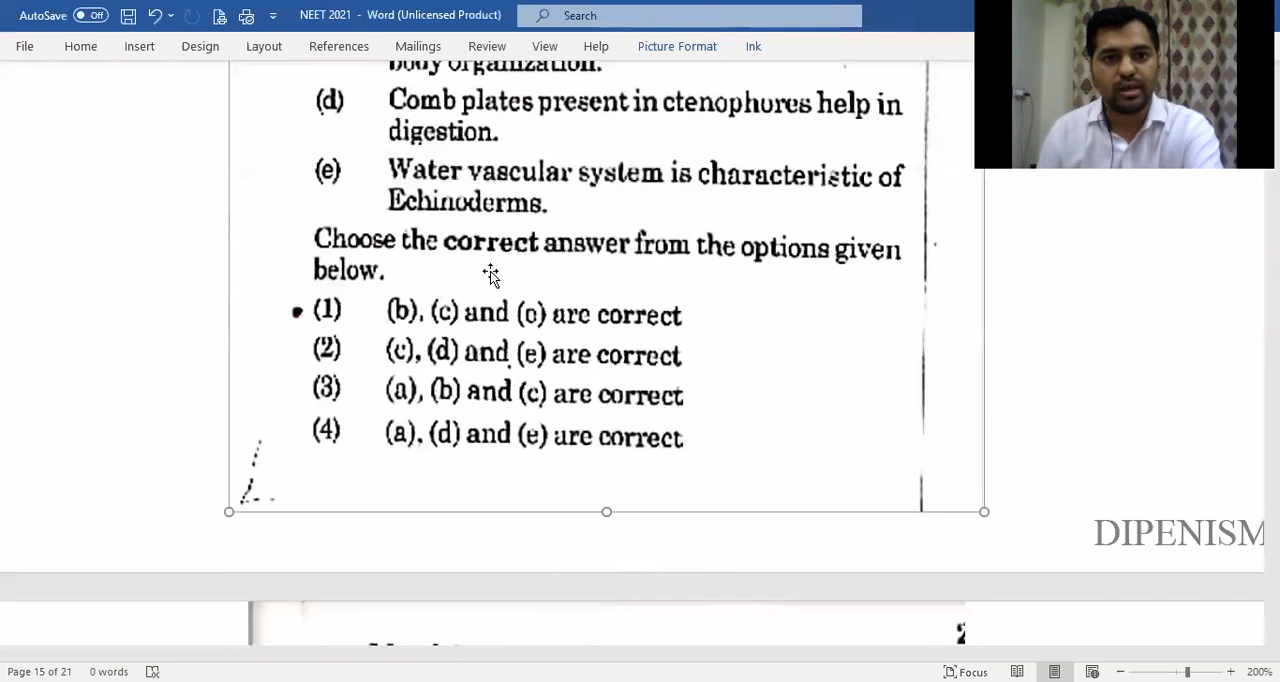 AutoSave Off NEET 2021 - Word (Unlicensed Product) Search
File Home Insert Design Layout References Mailings Review View Help Picture Format Ink
body organization.
(d) Comb plates present in ctenophores help in
digestion.
(e) Water vascular system is characteristic of
Echinoderms.
Choose the correct answer from the options given
below.
(1) (b), (c) and (e) are correct
(2) (c), (d) and (e) are correct
(3) (a), (b) and (c) are correct
(4) (a), (d) and (e) are correct
DIPENISM
2
Page 15 of 21 0 words Focus 200%